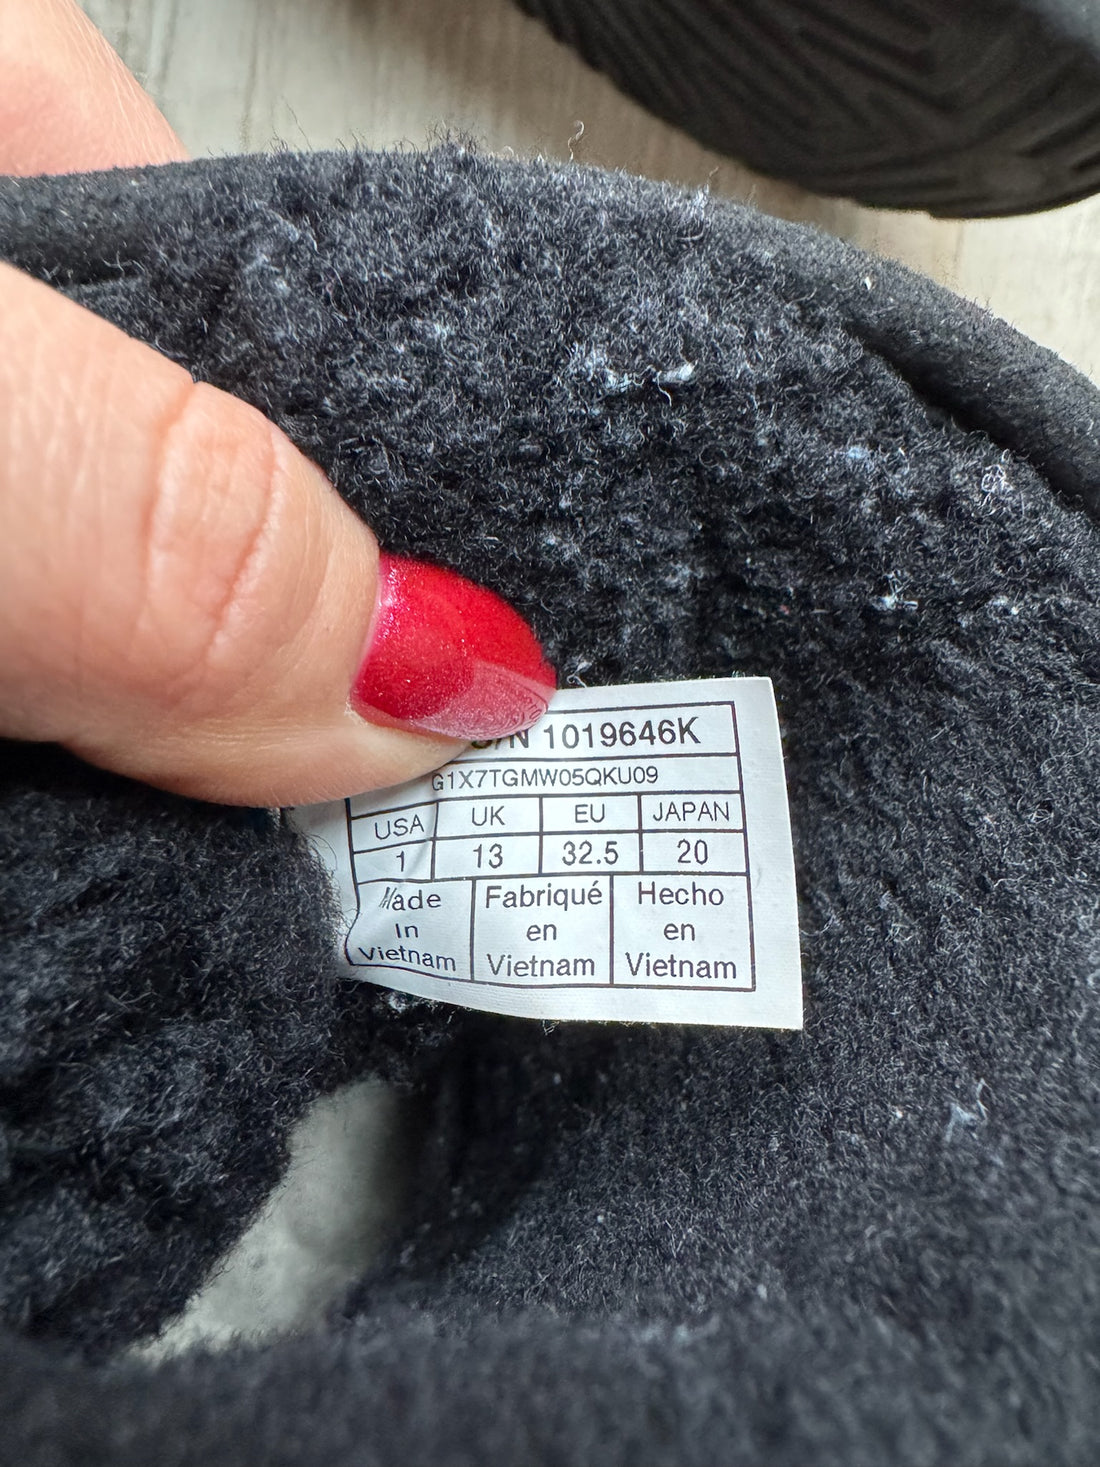 S/N 1019646K
G1X7TGMW05QKU09
USA UK EU JAPAN
1 13 32.5 20
Made in Vietnam
Fabriqué en Vietnam
Hecho en Vietnam